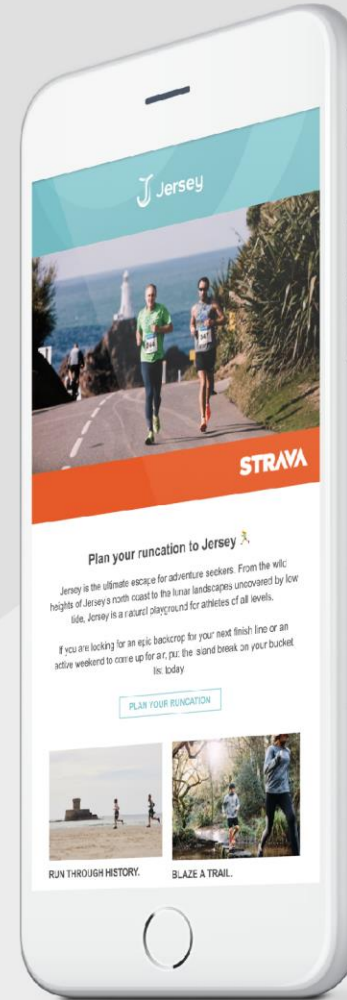 Jersey
STRAVA
Plan your runcation to Jersey
Jersey is the ultimate escape for adventure seekers. From the wild
heights of Jersey's north coast to the lunar landscapes uncovered by low
tide, Jersey is a natural playground for athletes of all levels.
If you are looking for an epic backdrop for your next finish line or an
active weekend to come up for air, put the island break on your bucket
list today.
PLAN YOUR RUNCATION
RUN THROUGH HISTORY.
BLAZE A TRAIL.